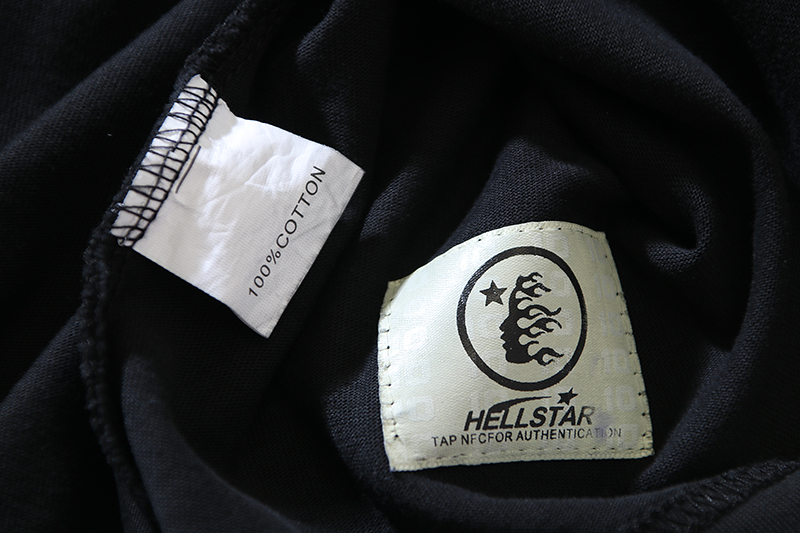 100%COTTON
HELLSTAR
TAP NFCFOR AUTHENTICATION